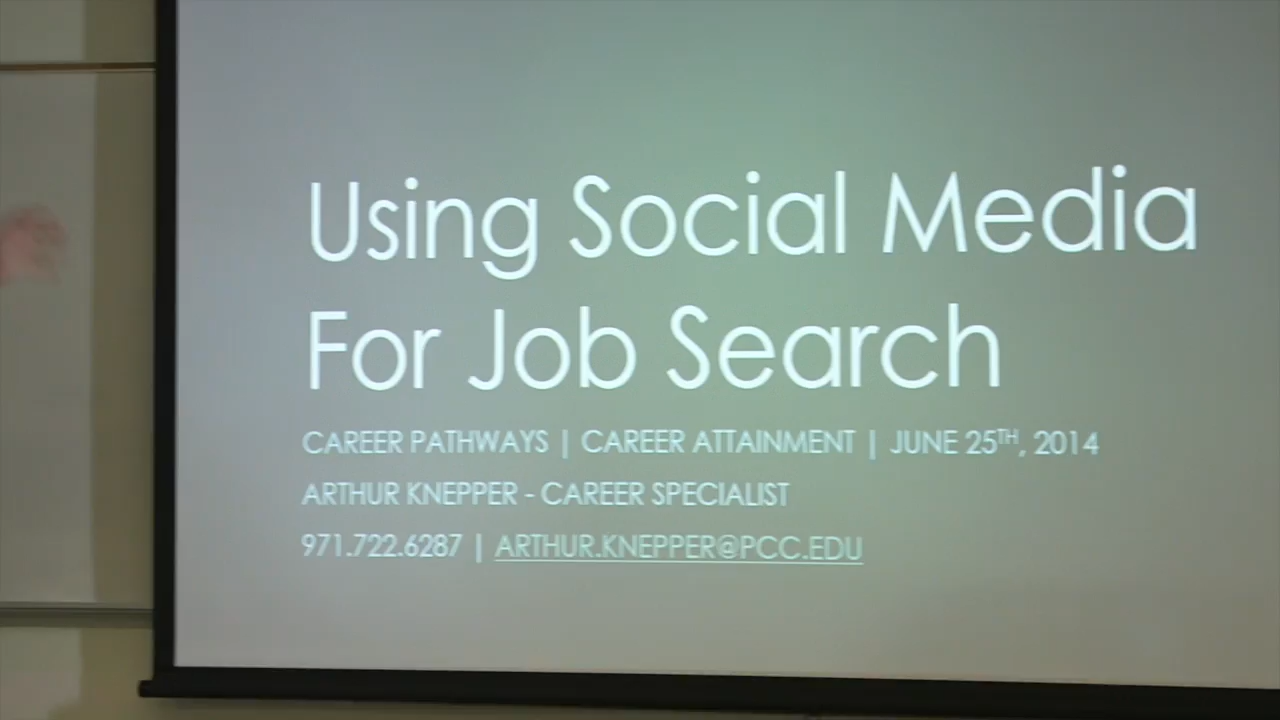 Using Social Media
For Job Search
CAREER PATHWAYS | CAREER ATTAINMENT | JUNE 25TH, 2014
ARTHUR KNEPPER - CAREER SPECIALIST
971.722.6287 | ARTHUR.KNEPPER@PCC.EDU